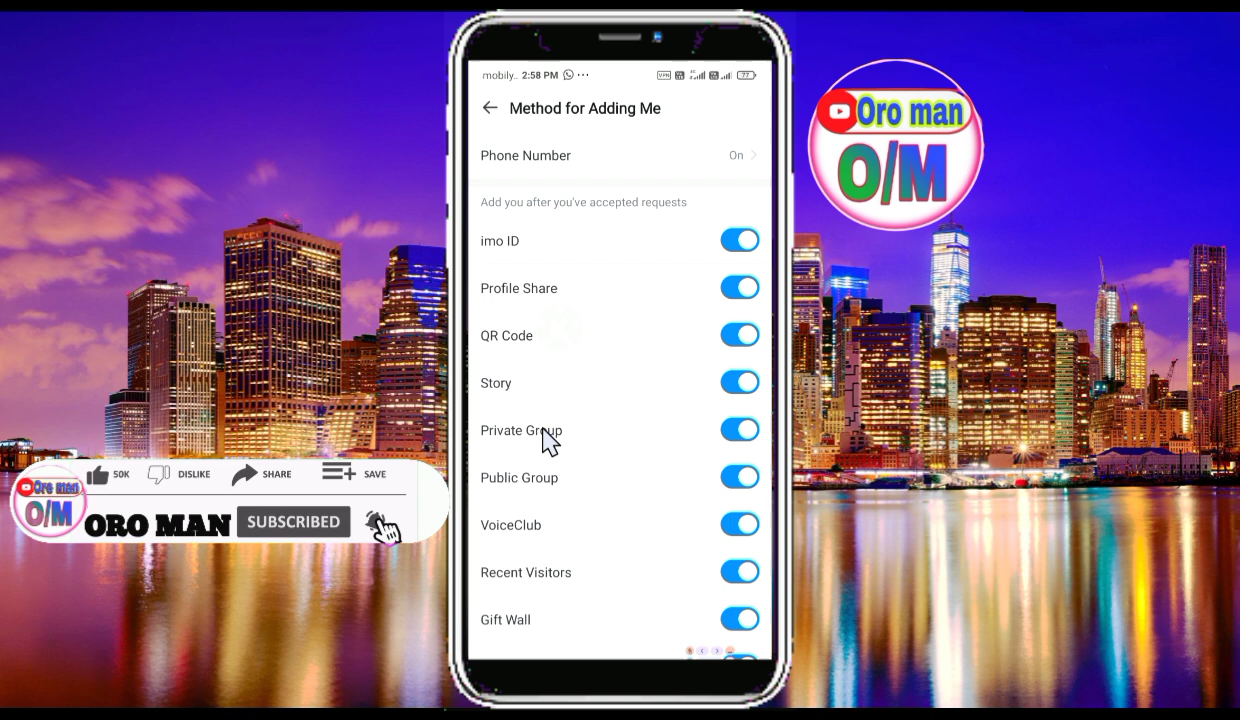 mobily.. 2:58 PM ...
VPN 77
Method for Adding Me
Phone Number On
Add you after you've accepted requests
imo ID
Profile Share
QR Code
Story
Private Group
Public Group
VoiceClub
Recent Visitors
Gift Wall
Oro man
O/M
50K DISLIKE SHARE SAVE
Oro man
O/M
ORO MAN SUBSCRIBED